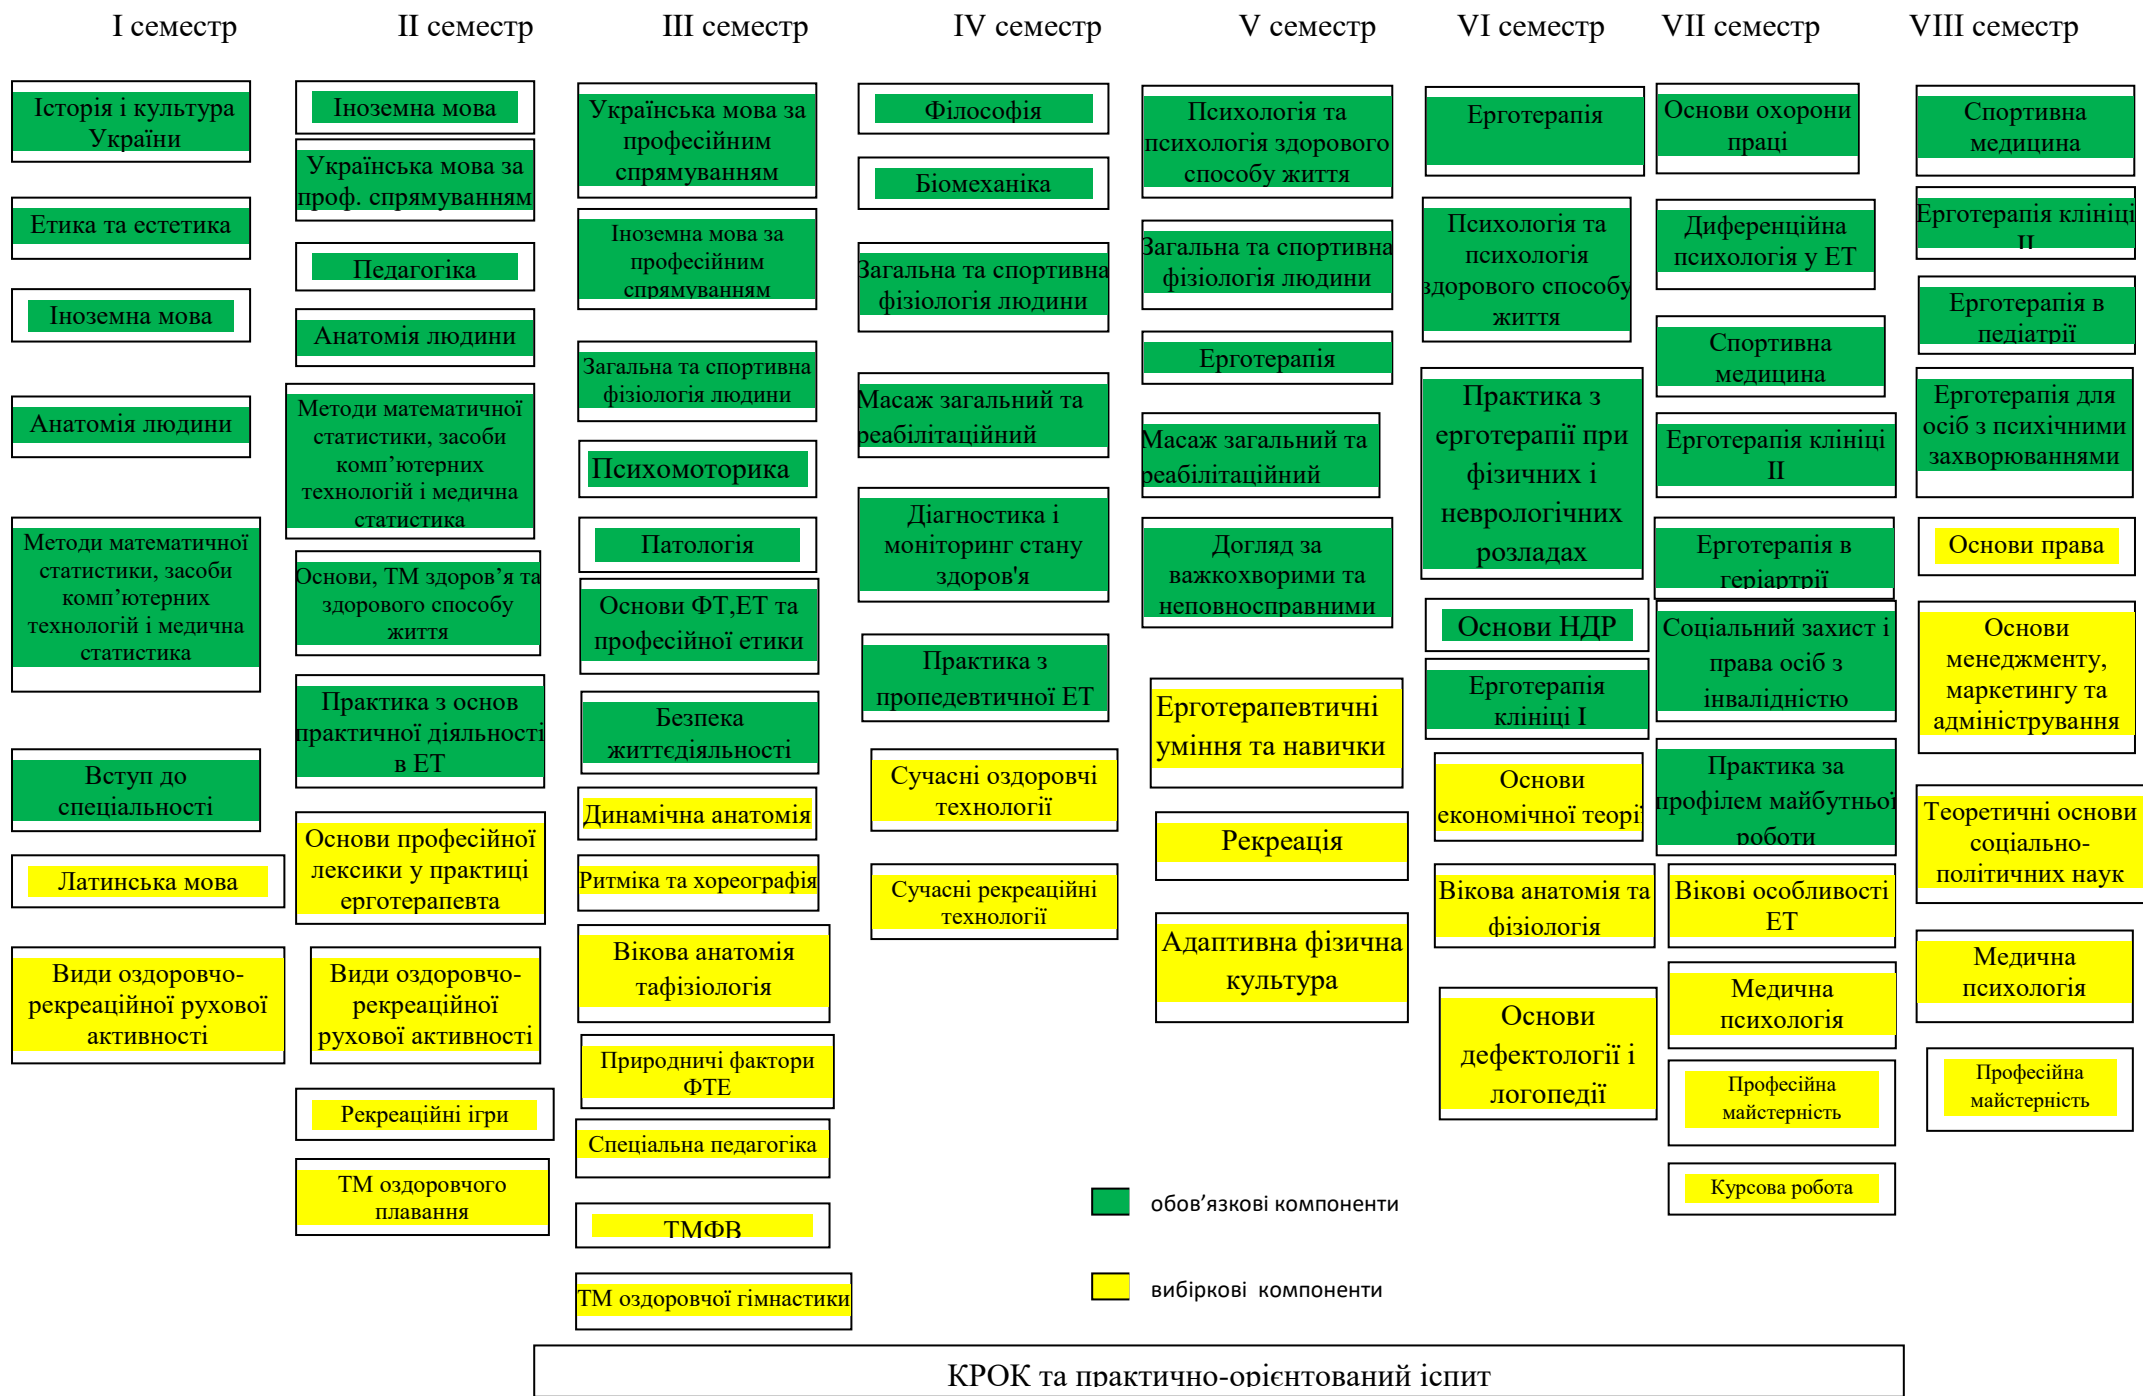 I семестр
II семестр
III семестр
IV семестр
V семестр
VI семестр
VII семестр
VIII семестр
Історія і культура
України
Етика та естетика
Іноземна мова
Анатомія людини
Методи математичної
статистики, засоби
комп’ютерних
технологій і медична
статистика
Вступ до
спеціальності
Латинська мова
Види оздоровчо-
рекреаційної рухової
активності
Іноземна мова
Українська мова за
проф. спрямуванням
Педагогіка
Анатомія людини
Методи математичної
статистики, засоби
комп’ютерних
технологій і медична
статистика
Основи, ТМ здоров’я та
здорового способу
життя
Практика з основ
практичної діяльності
в ЕТ
Основи професійної
лексики у практиці
ерготерапевта
Види оздоровчо-
рекреаційної
рухової активності
Рекреаційні ігри
ТМ оздоровчого
плавання
Українська мова за
професійним
спрямуванням
Іноземна мова за
професійним
спрямуванням
Загальна та спортивна
фізіологія людини
Психомоторика
Патологія
Основи ФТ,ЕТ та
професійної етики
Безпека
життєдіяльності
Динамічна анатомія
Ритміка та хореографія
Вікова анатомія
тафізіологія
Природничі фактори
ФТЕ
Спеціальна педагогіка
ТМФВ
ТМ оздоровчої гімнастики
Філософія
Біомеханіка
Загальна та спортивна
фізіологія людини
Масаж загальний та
реабілітаційний
Діагностика і
моніторинг стану
здоров'я
Практика з
пропедевтичної ЕТ
Сучасні оздоровчі
технології
Сучасні рекреаційні
технології
Психологія та
психологія здорового
способу життя
Загальна та спортивна
фізіологія людини
Ерготерапія
Масаж загальний та
реабілітаційний
Догляд за
важкохворими та
неповносправними
Ерготерапевтичні
уміння та навички
Рекреація
Адаптивна фізична
культура
Ерготерапія
Психологія та
психологія
здорового способу
життя
Практика з
ерготерапії при
фізичних і
неврологічних
розладах
Основи НДР
Ерготерапія
клініці І
Основи
економічної теорії
Вікова анатомія та
фізіологія
Основи
дефектології і
логопедії
Основи охорони
праці
Диференційна
психологія у ЕТ
Спортивна
медицина
Ерготерапія клініці
ІІ
Ерготерапія в
геріартрії
Соціальний захист і
права осіб з
інвалідністю
Практика за
профілем майбутньої
роботи
Вікові особливості
ЕТ
Медична
психологія
Професійна
майстерність
Курсова робота
Спортивна
медицина
Ерготерапія клініці
ІІ
Ерготерапія в
педіатрії
Ерготерапія для
осіб з психічними
захворюваннями
Основи права
Основи
менеджменту,
маркетингу та
адміністрування
Теоретичні основи
соціально-
політичних наук
Медична
психологія
Професійна
майстерність
обов’язкові компоненти
вибіркові компоненти
КРОК та практично-орієнтований іспит